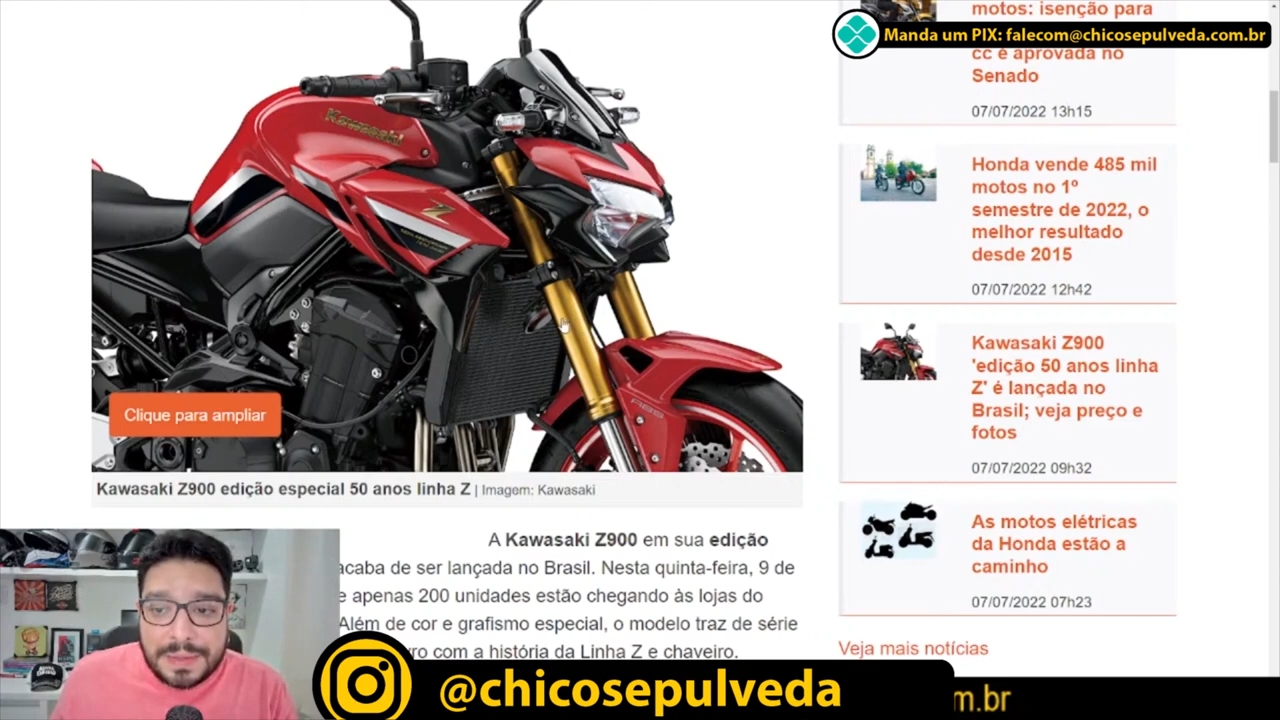 motos: isenção para
cc é aprovada no
Senado
07/07/2022 13h15
Manda um PIX: falecom@chicosepulveda.com.br
Kawasaki
Z
ABS
Clique para ampliar
Kawasaki Z900 edição especial 50 anos linha Z | Imagem: Kawasaki
A Kawasaki Z900 em sua edição
acaba de ser lançada no Brasil. Nesta quinta-feira, 9 de
e apenas 200 unidades estão chegando às lojas do
Além de cor e grafismo especial, o modelo traz de série
vro com a história da Linha Z e chaveiro.
Honda vende 485 mil
motos no 1º
semestre de 2022, o
melhor resultado
desde 2015
07/07/2022 12h42
Kawasaki Z900
'edição 50 anos linha
Z' é lançada no
Brasil; veja preço e
fotos
07/07/2022 09h32
As motos elétricas
da Honda estão a
caminho
07/07/2022 07h23
Veja mais notícias
@chicosepulveda
m.br